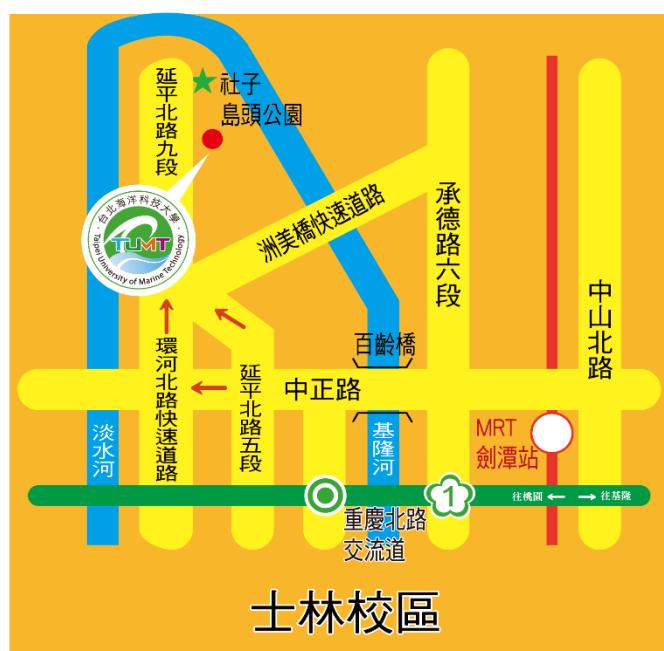 社子
島頭公園
延平北路九段
台北海洋科技大學
TUMT
Taipei University of Marine Technology
洲美橋快速道路
承德路六段
中山北路
百齡橋
環河北路快速道路
延平北路五段
中正路
淡水河
基隆河
MRT
劍潭站
1
往桃園 ← → 往基隆
重慶北路
交流道
士林校區